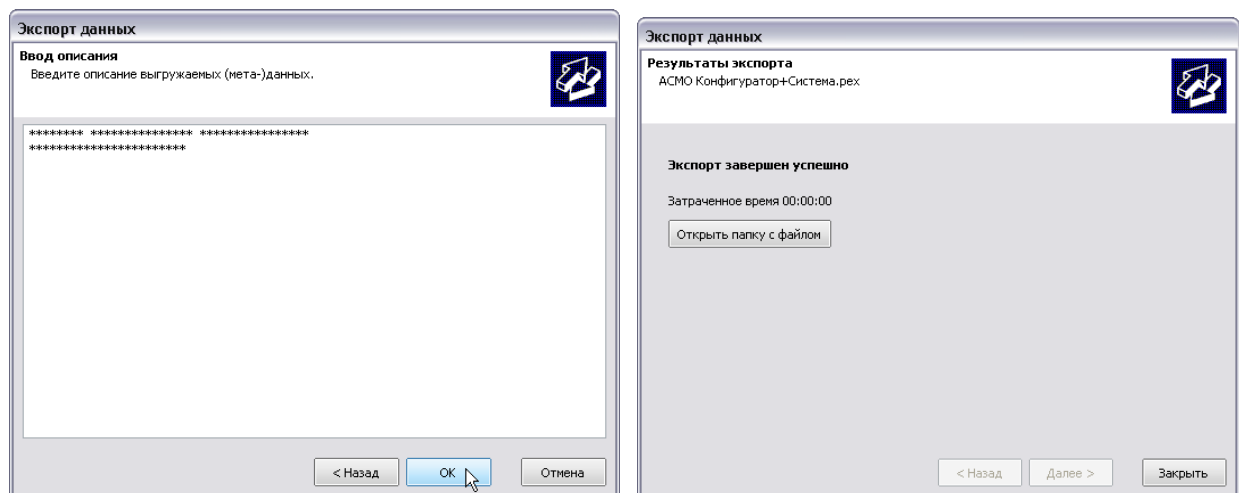 Экспорт данных
Ввод описания
Введите описание выгружаемых (мета-)данных.
******** *************** ****************
***********************
< Назад
ОК
Отмена
Экспорт данных
Результаты экспорта
АСМО Конфигуратор+Система.pex
Экспорт завершен успешно
Затраченное время 00:00:00
Открыть папку с файлом
< Назад
Далее >
Закрыть